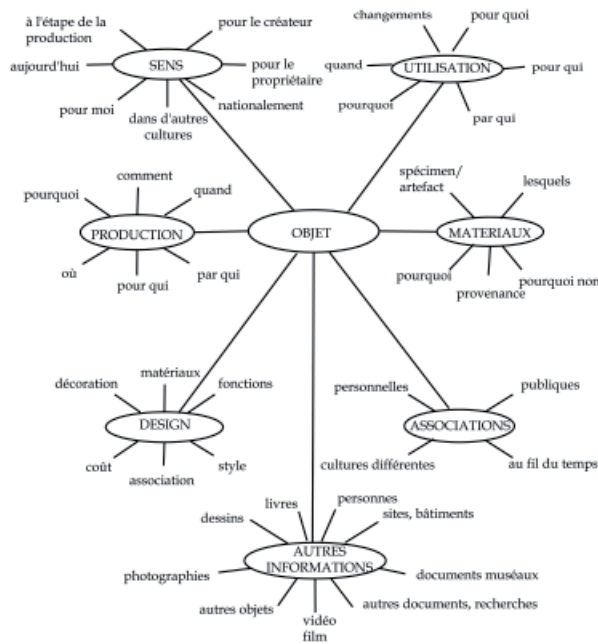 à l'étape de la
production
pour le créateur
aujourd'hui
SENS
pour le
propriétaire
pour moi
dans d'autres
cultures
nationalement
changements
pour quoi
quand
UTILISATION
pour qui
pourquoi
par qui
comment
pourquoi
quand
PRODUCTION
où
pour qui
par qui
OBJET
spécimen/
artefact
lesquels
MATERIAUX
pourquoi
provenance
pourquoi non
matériaux
décoration
fonctions
DESIGN
coût
association
style
personnelles
publiques
ASSOCIATIONS
cultures différentes
au fil du temps
livres
personnes
dessins
sites, bâtiments
AUTRES
INFORMATIONS
photographies
documents muséaux
autres objets
vidéo
film
autres documents, recherches